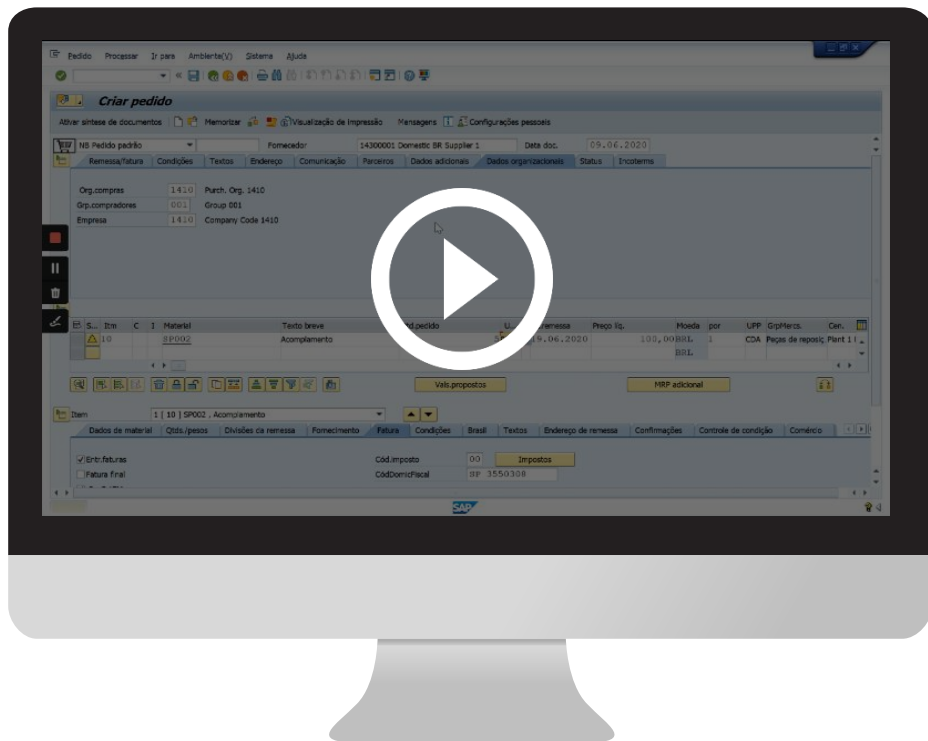 Pedido Processar Ir para Ambiente(V) Sistema Ajuda
Criar pedido
Ativar síntese de documentos Memorizar Visualização de impressão Mensagens Configurações pessoais
NB Pedido padrão Fornecedor 14300001 Domestic BR Supplier 1 Data doc. 09.06.2020
Remessa/fatura Condições Textos Endereço Comunicação Parceiros Dados adicionais Dados organizacionais Status Incoterms
Org.compras 1410 Purch. Org. 1410
Grp.compradores 001 Group 001
Empresa 1410 Company Code 1410
S... Itm C I Material Texto breve td.pedido U... remessa Preço líq. Moeda por UPP GrpMercs. Cen.
10 SP002 Acomplamento 19.06.2020 100,00 BRL 1 CDA Peças de reposiç Plant 1
BRL
Vals.propostos MRP adicional
Item 1 [ 10 ] SP002 , Acomplamento
Dados de material Qtds./pesos Divisões da remessa Fornecimento Fatura Condições Brasil Textos Endereço de remessa Confirmações Controle de condição Comércio
Entr.faturas Cód.imposto 00 Impostos
Fatura final CódDomicFiscal SP 3550308
SAP